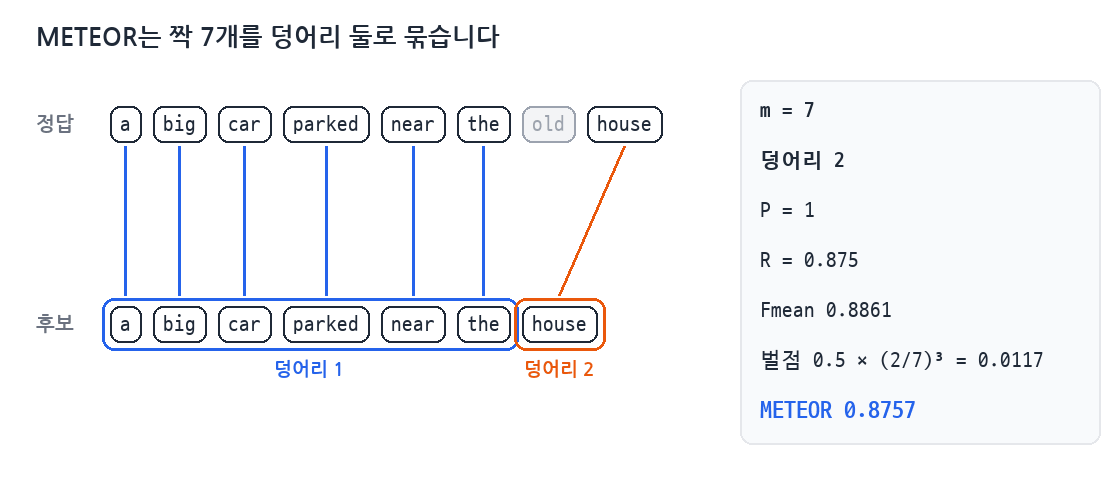 METEOR는 짝 7개를 덩어리 둘로 묶습니다
정답 a big car parked near the old house
후보 a big car parked near the house
덩어리 1 덩어리 2
m = 7
덩어리 2
P = 1
R = 0.875
Fmean 0.8861
벌점 0.5 × (2/7)³ = 0.0117
METEOR 0.8757